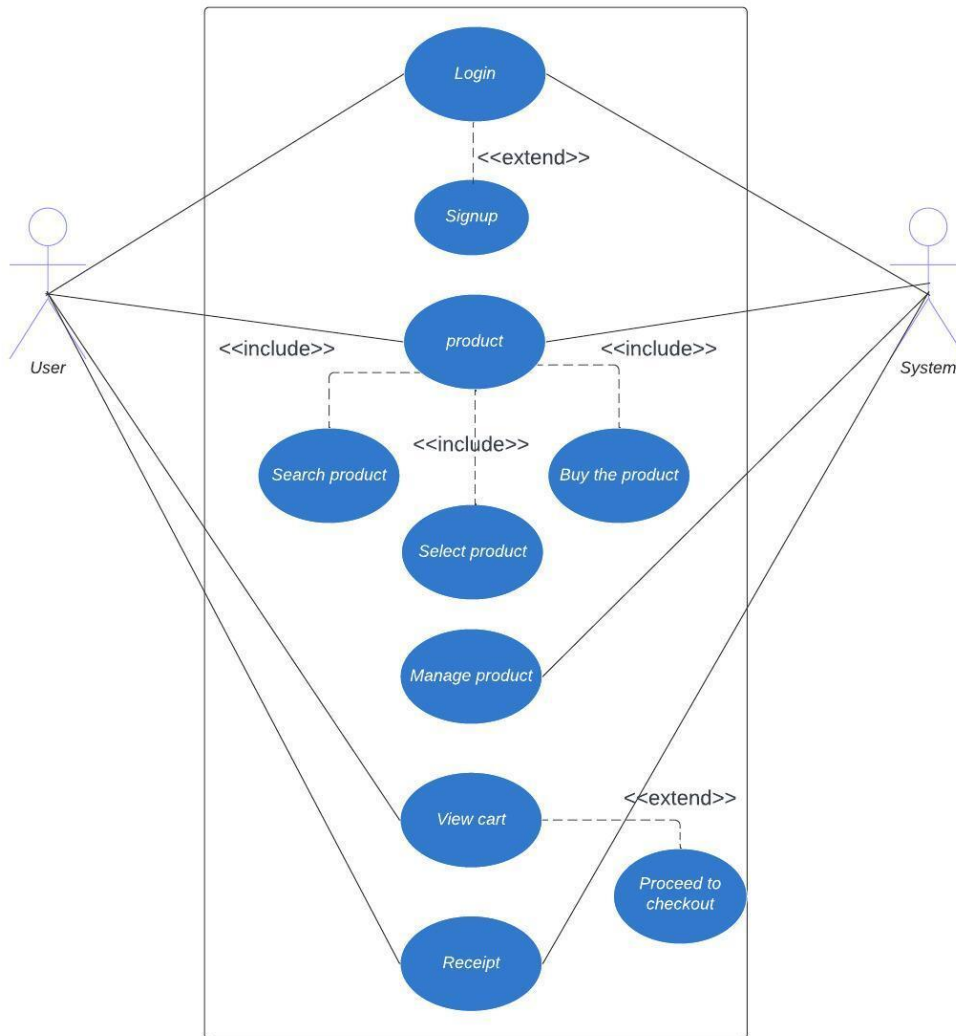 Login
<<extend>>
Signup
User
System
product
<<include>>
<<include>>
<<include>>
Search product
Buy the product
Select product
Manage product
View cart
<<extend>>
Proceed to
checkout
Receipt